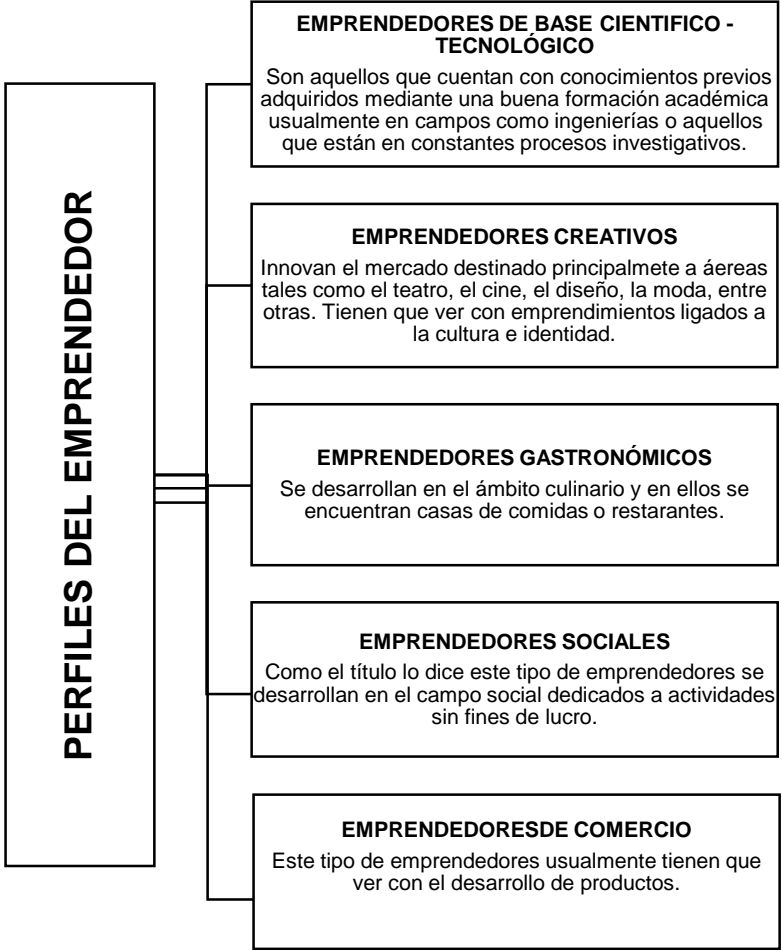 PERFILES DEL EMPRENDEDOR
EMPRENDEDORES DE BASE CIENTIFICO -
TECNOLÓGICO
Son aquellos que cuentan con conocimientos previos
adquiridos mediante una buena formación académica
usualmente en campos como ingenierías o aquellos
que están en constantes procesos investigativos.
EMPRENDEDORES CREATIVOS
Innovan el mercado destinado principalmete a áereas
tales como el teatro, el cine, el diseño, la moda, entre
otras. Tienen que ver con emprendimientos ligados a
la cultura e identidad.
EMPRENDEDORES GASTRONÓMICOS
Se desarrollan en el ámbito culinario y en ellos se
encuentran casas de comidas o restarantes.
EMPRENDEDORES SOCIALES
Como el título lo dice este tipo de emprendedores se
desarrollan en el campo social dedicados a actividades
sin fines de lucro.
EMPRENDEDORESDE COMERCIO
Este tipo de emprendedores usualmente tienen que
ver con el desarrollo de productos.